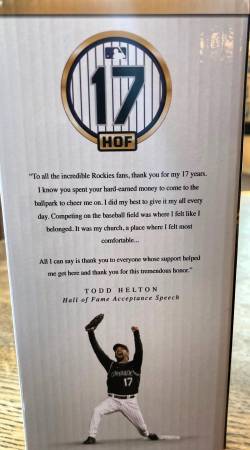 17
HOF
"To all the incredible Rockies fans, thank you for my 17 years.
I know you spent your hard-earned money to come to the
ballpark to cheer me on. I did my best to give it my all every
day. Competing on the baseball field was where I felt like I
belonged. It was my church, a place where I felt most
comfortable...
All I can say is thank you to everyone whose support helped
me get here and thank you for this tremendous honor."
TODD HELTON
Hall of Fame Acceptance Speech
17